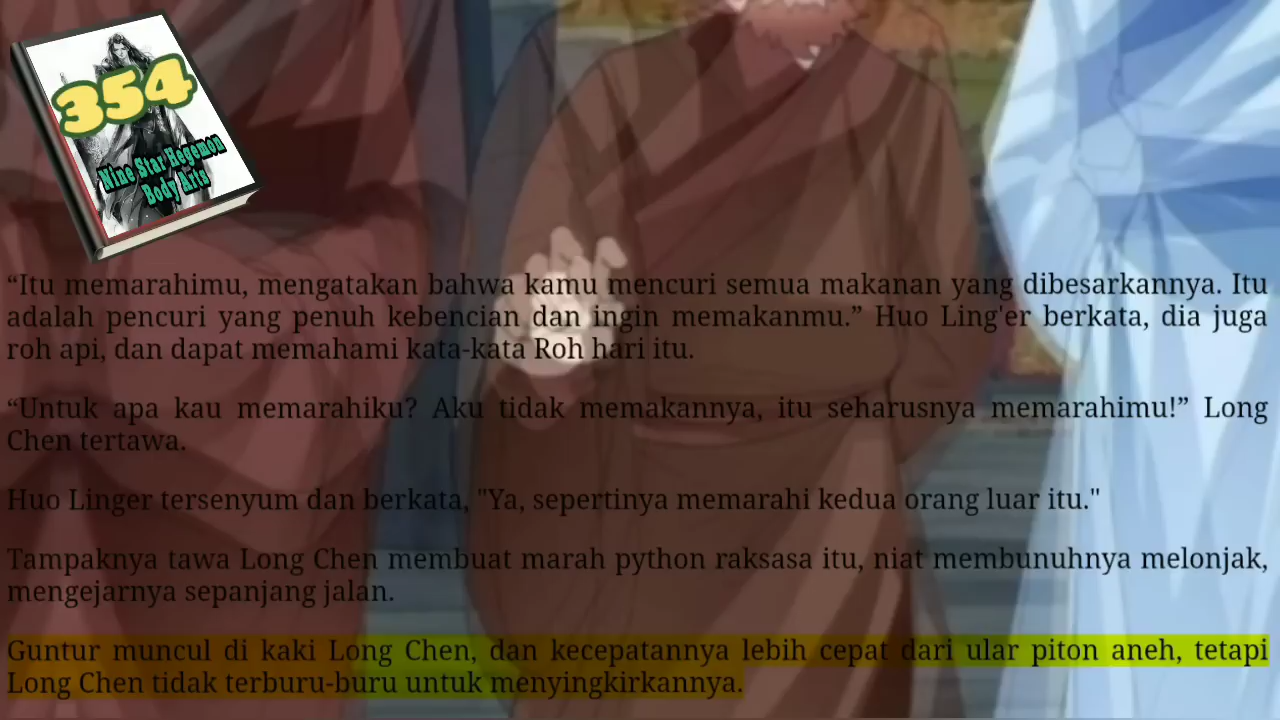 354
Nine Star Hegemon
Body Arts
“Itu memarahimu, mengatakan bahwa kamu mencuri semua makanan yang dibesarkannya. Itu
adalah pencuri yang penuh kebencian dan ingin memakanmu.” Huo Ling'er berkata, dia juga
roh api, dan dapat memahami kata-kata Roh hari itu.
“Untuk apa kau memarahiku? Aku tidak memakannya, itu seharusnya memarahimu!” Long
Chen tertawa.
Huo Linger tersenyum dan berkata, "Ya, sepertinya memarahi kedua orang luar itu."
Tampaknya tawa Long Chen membuat marah python raksasa itu, niat membunuhnya melonjak,
mengejarnya sepanjang jalan.
Guntur muncul di kaki Long Chen, dan kecepatannya lebih cepat dari ular piton aneh, tetapi
Long Chen tidak terburu-buru untuk menyingkirkannya.